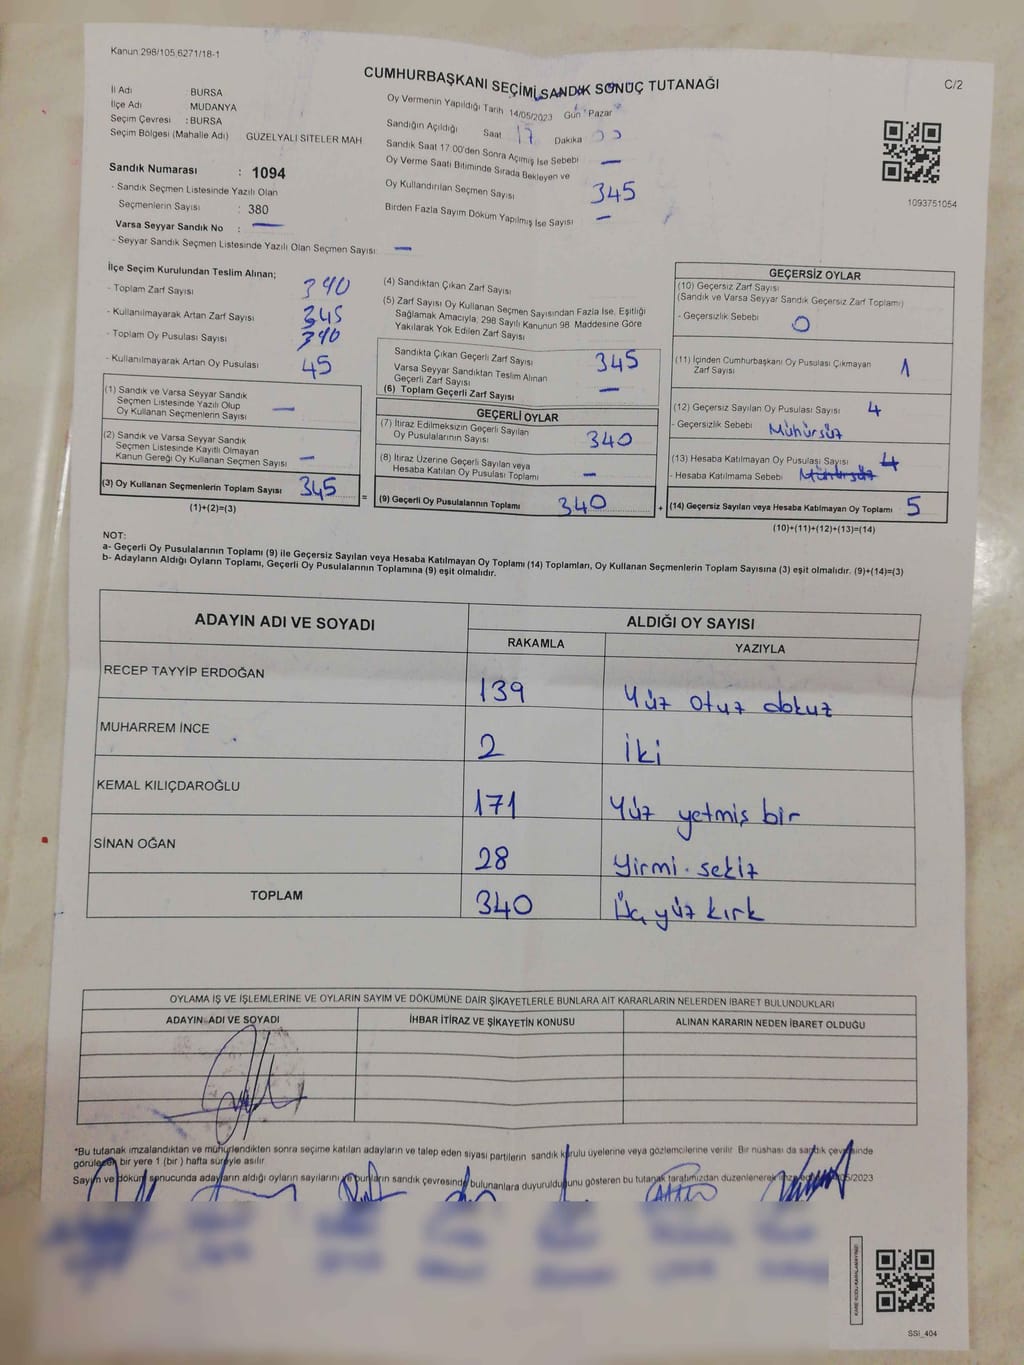 Kanun 298/105,6271/18-1
CUMHURBAŞKANI SEÇİMİ SANDIK SONUÇ TUTANAĞI
C/2
İl Adı : BURSA
İlçe Adı MUDANYA
Seçim Çevresi : BURSA
Seçim Bölgesi (Mahalle Adı) GÜZELYALI SİTELER MAH
Oy Vermenin Yapıldığı Tarih 14/05/2023 Gün Pazar
Sandığın Açıldığı Saat 17 Dakika
Sandık Saat 17 00'den Sonra Açımış İse Sebebi —
Oy Verme Saati Bitiminde Sırada Bekleyen ve
Oy Kullandırılan Seçmen Sayısı 345
Birden Fazla Sayım Döküm Yapılmış İse Sayısı —
1093751054
Sandık Numarası : 1094
- Sandık Seçmen Listesinde Yazılı Olan
Seçmenlerin Sayısı : 380
Varsa Seyyar Sandık No : —
- Seyyar Sandık Seçmen Listesinde Yazılı Olan Seçmen Sayısı —
İlçe Seçim Kurulundan Teslim Alınan;
- Toplam Zarf Sayısı 390
- Kullanılmayarak Artan Zarf Sayısı 345
- Toplam Oy Pusulası Sayısı 390
- Kullanılmayarak Artan Oy Pusulası 45
(1) Sandık ve Varsa Seyyar Sandık
Seçmen Listesinde Yazılı Olup
Oy Kullanan Seçmenlerin Sayısı —
(2) Sandık ve Varsa Seyyar Sandık
Seçmen Listesinde Kayıtlı Olmayan
Kanun Gereği Oy Kullanan Seçmen Sayısı —
(3) Oy Kullanan Seçmenlerin Toplam Sayısı 345
(1)+(2)=(3)
(4) Sandıktan Çıkan Zarf Sayısı
(5) Zarf Sayısı Oy Kullanan Seçmen Sayısından Fazla İse, Eşitliği
Sağlamak Amacıyla, 298 Sayılı Kanunun 98. Maddesine Göre
Yakılarak Yok Edilen Zarf Sayısı
Sandıkta Çıkan Geçerli Zarf Sayısı 345
Varsa Seyyar Sandıktan Teslim Alınan
Geçerli Zarf Sayısı —
(6) Toplam Geçerli Zarf Sayısı
GEÇERLİ OYLAR
(7) İtiraz Edilmeksizin Geçerli Sayılan
Oy Pusulalarının Sayısı 340
(8) İtiraz Üzerine Geçerli Sayılan veya
Hesaba Katılan Oy Pusulası Toplamı —
= (9) Geçerli Oy Pusulalarının Toplamı 340
GEÇERSİZ OYLAR
(10) Geçersiz Zarf Sayısı
(Sandık ve Varsa Seyyar Sandık Geçersiz Zarf Toplamı)
- Geçersizlik Sebebi 0
(11) İçinden Cumhurbaşkanı Oy Pusulası Çıkmayan
Zarf Sayısı 1
(12) Geçersiz Sayılan Oy Pusulası Sayısı 4
- Geçersizlik Sebebi Mühürsüz
(13) Hesaba Katılmayan Oy Pusulası Sayısı 4
- Hesaba Katılmama Sebebi Mühürsüz
+ (14) Geçersiz Sayılan veya Hesaba Katılmayan Oy Toplamı 5
(10)+(11)+(12)+(13)=(14)
NOT:
a- Geçerli Oy Pusulalarının Toplamı (9) ile Geçersiz Sayılan veya Hesaba Katılmayan Oy Toplamı (14) Toplamları, Oy Kullanan Seçmenlerin Toplam Sayısına (3) eşit olmalıdır. (9)+(14)=(3)
b- Adayların Aldığı Oyların Toplamı, Geçerli Oy Pusulalarının Toplamına (9) eşit olmalıdır.
ADAYIN ADI VE SOYADI
ALDIĞI OY SAYISI
RAKAMLA YAZIYLA
RECEP TAYYİP ERDOĞAN 139 Yüz otuz dokuz
MUHARREM İNCE 2 İki
KEMAL KILIÇDAROĞLU 171 Yüz yetmiş bir
SİNAN OĞAN 28 Yirmi sekiz
TOPLAM 340 Üç yüz kırk
OYLAMA İŞ VE İŞLEMLERİNE VE OYLARIN SAYIM VE DÖKÜMÜNE DAİR ŞİKAYETLERLE BUNLARA AİT KARARLARIN NELERDEN İBARET BULUNDUKLARI
ADAYIN ADI VE SOYADI İHBAR İTİRAZ VE ŞİKAYETİN KONUSU ALINAN KARARIN NEDEN İBARET OLDUĞU
*Bu tutanak imzalandıktan ve mühürlendikten sonra seçime katılan adayların ve talep eden siyasi partilerin sandık kurulu üyelerine veya gözlemcilerine verilir. Bir nüshası da sandık çevresinde
görülecek bir yere 1 (bir) hafta süreyle asılır.
Sayım ve döküm sonucunda adayların aldığı oyların sayılarını ve bunların sandık çevresinde bulunanlara duyurulduğunu gösteren bu tutanak tarafımızdan düzenlenerek /2023
KARE KODU KARALAMAYINIZ!
SSİ_404